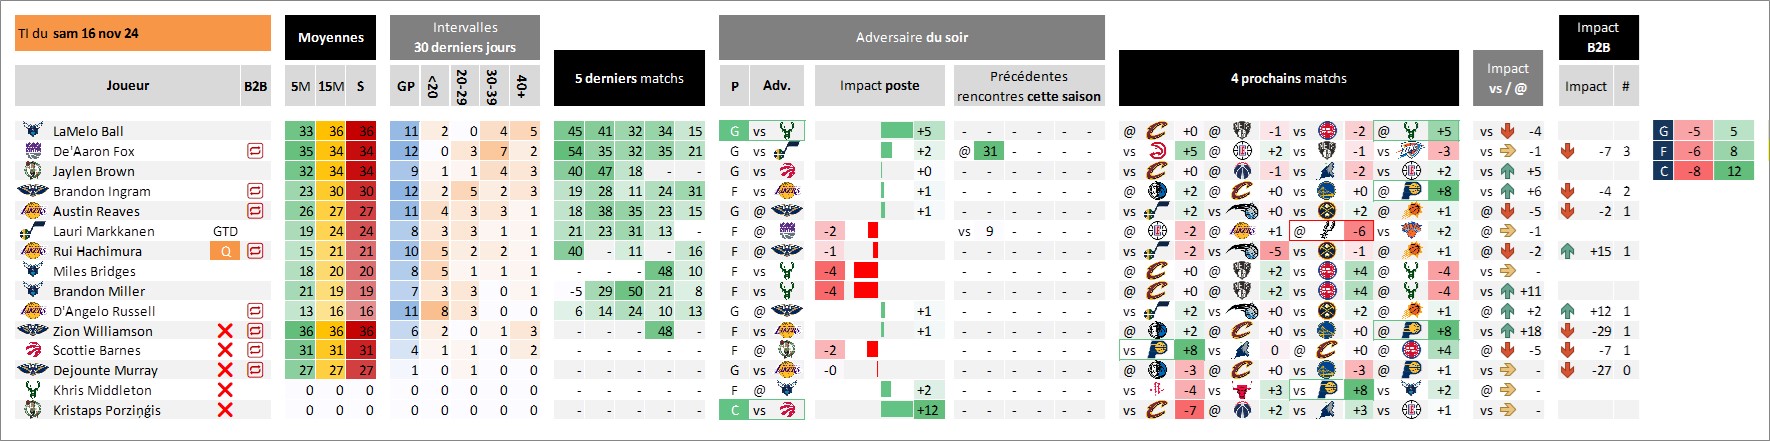 TI du sam 16 nov 24
Moyennes
Intervalles
30 derniers jours
5 derniers matchs
Adversaire du soir
4 prochains matchs
Impact
vs / @
Impact
B2B
Joueur B2B 5M 15M S GP <20 20-29 30-39 40+ P Adv. Impact poste Précédentes
rencontres cette saison
Impact #
LaMelo Ball 33 36 36 11 2 0 4 5 45 41 32 34 15 G vs +5 - - - - - - @ +0 @ -1 vs -2 @ +5 vs -4
De'Aaron Fox 35 34 34 12 0 3 7 2 54 35 32 35 21 G vs +2 @ 31 - - - - vs +5 @ +2 vs -1 vs -3 vs -1 -7 3
Jaylen Brown 32 34 34 9 1 1 4 3 40 47 18 - - G vs +0 - - - - - - vs +0 @ -1 vs -2 vs +2 vs +5
Brandon Ingram 23 30 30 12 2 5 2 3 19 28 11 24 31 F vs +1 - - - - - - @ +2 @ +0 vs +0 @ +8 vs +6 -4 2
Austin Reaves 26 27 27 11 4 3 3 1 18 38 35 23 15 G @ +1 - - - - - - vs +2 vs +0 vs +2 @ +1 @ -5 -2 1
Lauri Markkanen GTD 19 24 24 8 3 3 1 1 21 23 31 13 - F @ -2 vs 9 - - - - @ -2 @ +1 @ -6 vs +2 @ -1
Rui Hachimura Q 15 21 21 10 5 2 2 1 40 - 11 - 16 F @ -1 - - - - - - vs -2 vs -5 vs -1 @ +2 @ -2 +15 1
Miles Bridges 18 20 20 8 5 1 1 1 - - - 48 10 F vs -4 - - - - - - @ +0 @ +2 vs +4 @ -4 vs -
Brandon Miller 21 19 19 7 3 3 0 1 -5 29 50 21 8 F vs -4 - - - - - - @ +0 @ +2 vs +4 @ -4 vs +11
D'Angelo Russell 13 16 16 11 8 3 0 0 6 14 24 10 13 G @ +1 - - - - - - vs +2 vs +0 vs +2 @ +1 @ +2 +12 1
Zion Williamson 36 36 36 6 2 0 1 3 - - - 48 - F vs +1 - - - - - - @ +2 @ +0 vs +0 @ +8 vs +18 -29 1
Scottie Barnes 31 31 31 4 1 1 0 2 - - - - - F @ -2 - - - - - - vs +8 vs 0 @ +0 @ +4 @ -5 -7 1
Dejounte Murray 27 27 27 1 0 1 0 0 - - - - - G vs -0 - - - - - - @ -3 @ +0 vs -3 @ +2 vs - -27 0
Khris Middleton 0 0 0 0 0 0 0 0 - - - - - F @ +2 - - - - - - vs -4 @ +3 vs +8 vs +2 @ -
Kristaps Porziņģis 0 0 0 0 0 0 0 0 - - - - - C vs +12 - - - - - - vs -7 @ +2 vs +3 vs +1 vs -
G -5 5
F -6 8
C -8 12